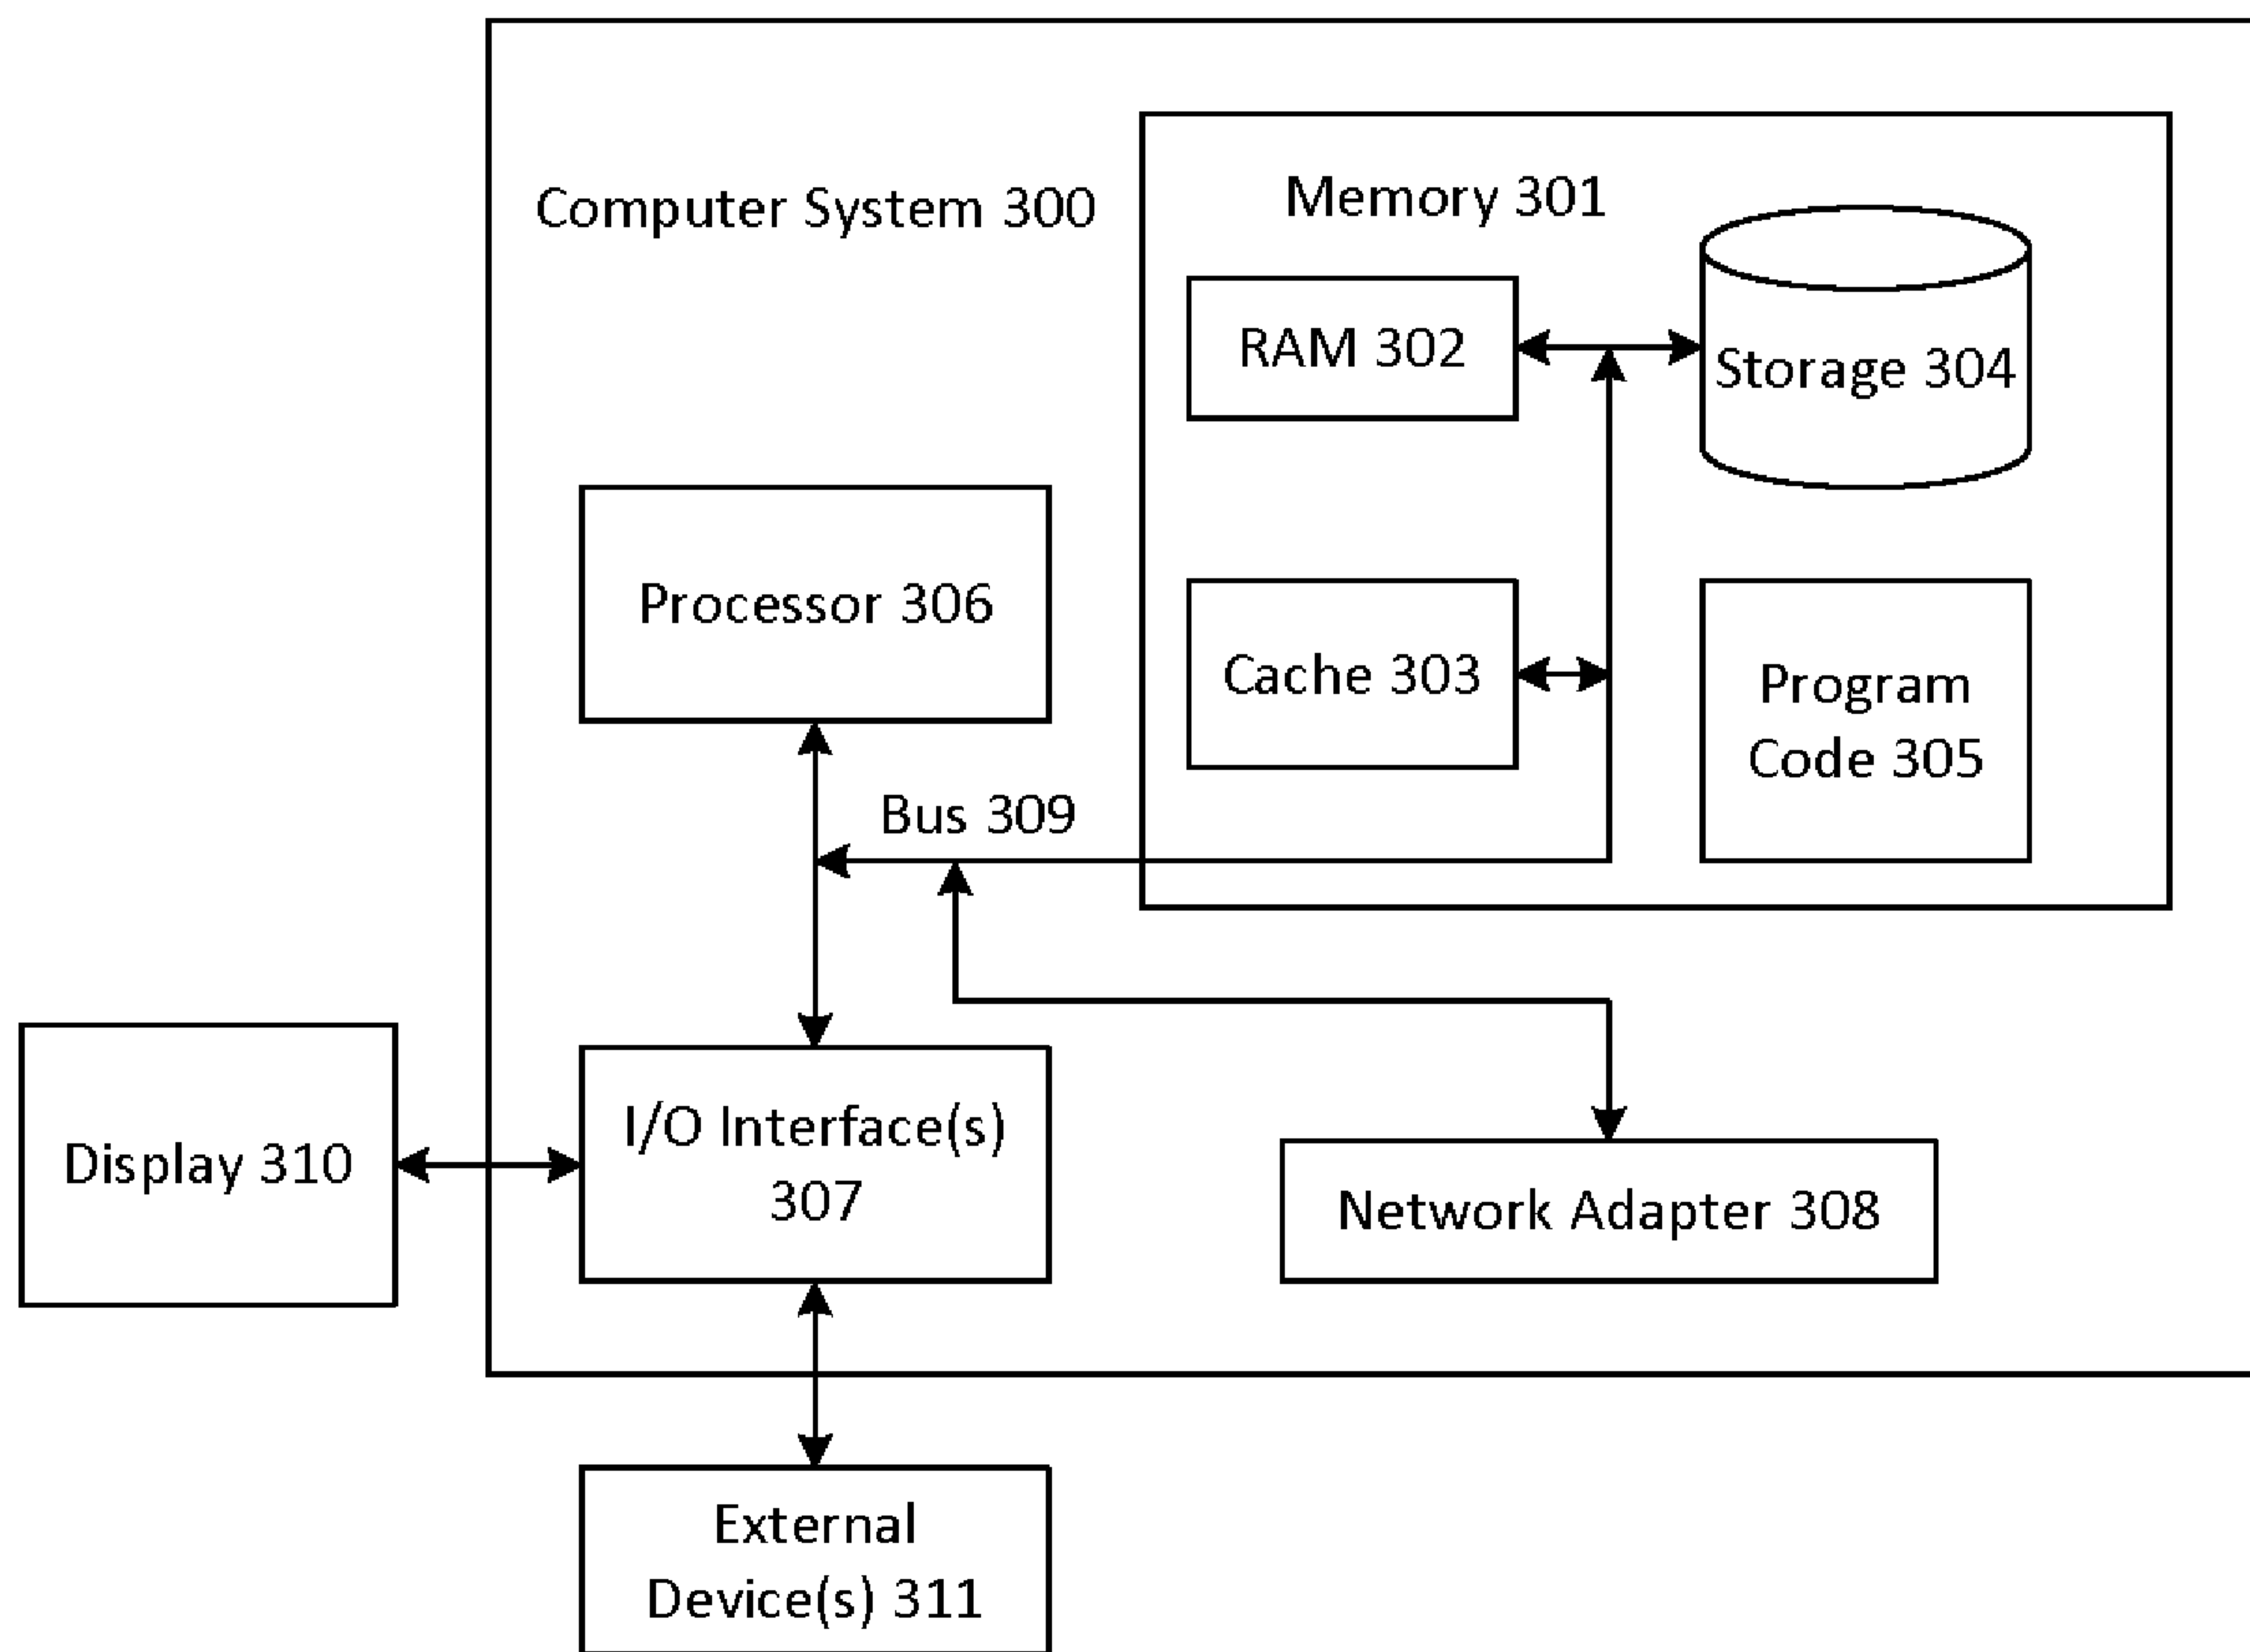 Computer System 300
Memory 301
RAM 302
Storage 304
Processor 306
Cache 303
Program
Code 305
Bus 309
Display 310
I/O Interface(s)
307
Network Adapter 308
External
Device(s) 311